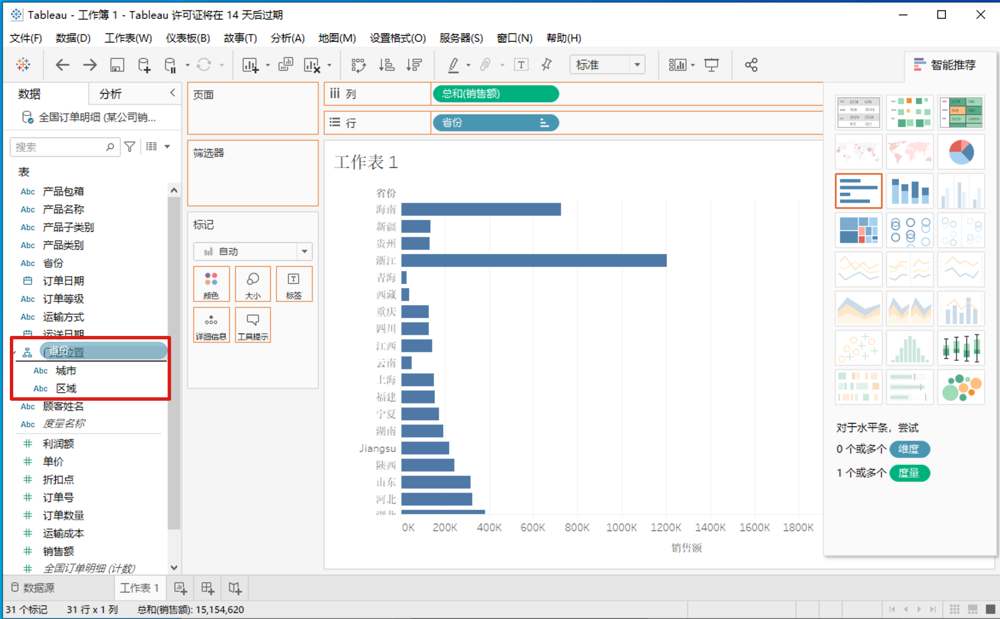 Tableau - 工作簿 1 - Tableau 许可证将在 14 天后过期
文件(F) 数据(D) 工作表(W) 仪表板(B) 故事(T) 分析(A) 地图(M) 设置格式(O) 服务器(S) 窗口(N) 帮助(H)
标准
智能推荐
数据 分析
全国订单明细 (某公司销...
搜索
表
Abc 产品包箱
Abc 产品名称
Abc 产品子类别
Abc 产品类别
Abc 省份
订单日期
Abc 订单等级
Abc 运输方式
运送日期
省份
位置
Abc 城市
Abc 区域
Abc 顾客姓名
Abc 度量名称
利润额
单价
折扣点
订单号
订单数量
运输成本
销售额
全国订单明细 (计数)
页面
筛选器
标记
自动
颜色 大小 标签
详细信息 工具提示
列 总和(销售额)
行 省份
工作表 1
省份
海南
新疆
贵州
浙江
青海
西藏
重庆
四川
江西
云南
上海
福建
宁夏
湖南
Jiangsu
陕西
山东
河北
湖北
0K 200K 400K 600K 800K 1000K 1200K 1400K 1600K 1800K
销售额
对于水平条，尝试
0 个或多个 维度
1 个或多个 度量
数据源 工作表 1
31 个标记 31 行 x 1 列 总和(销售额): 15,154,620